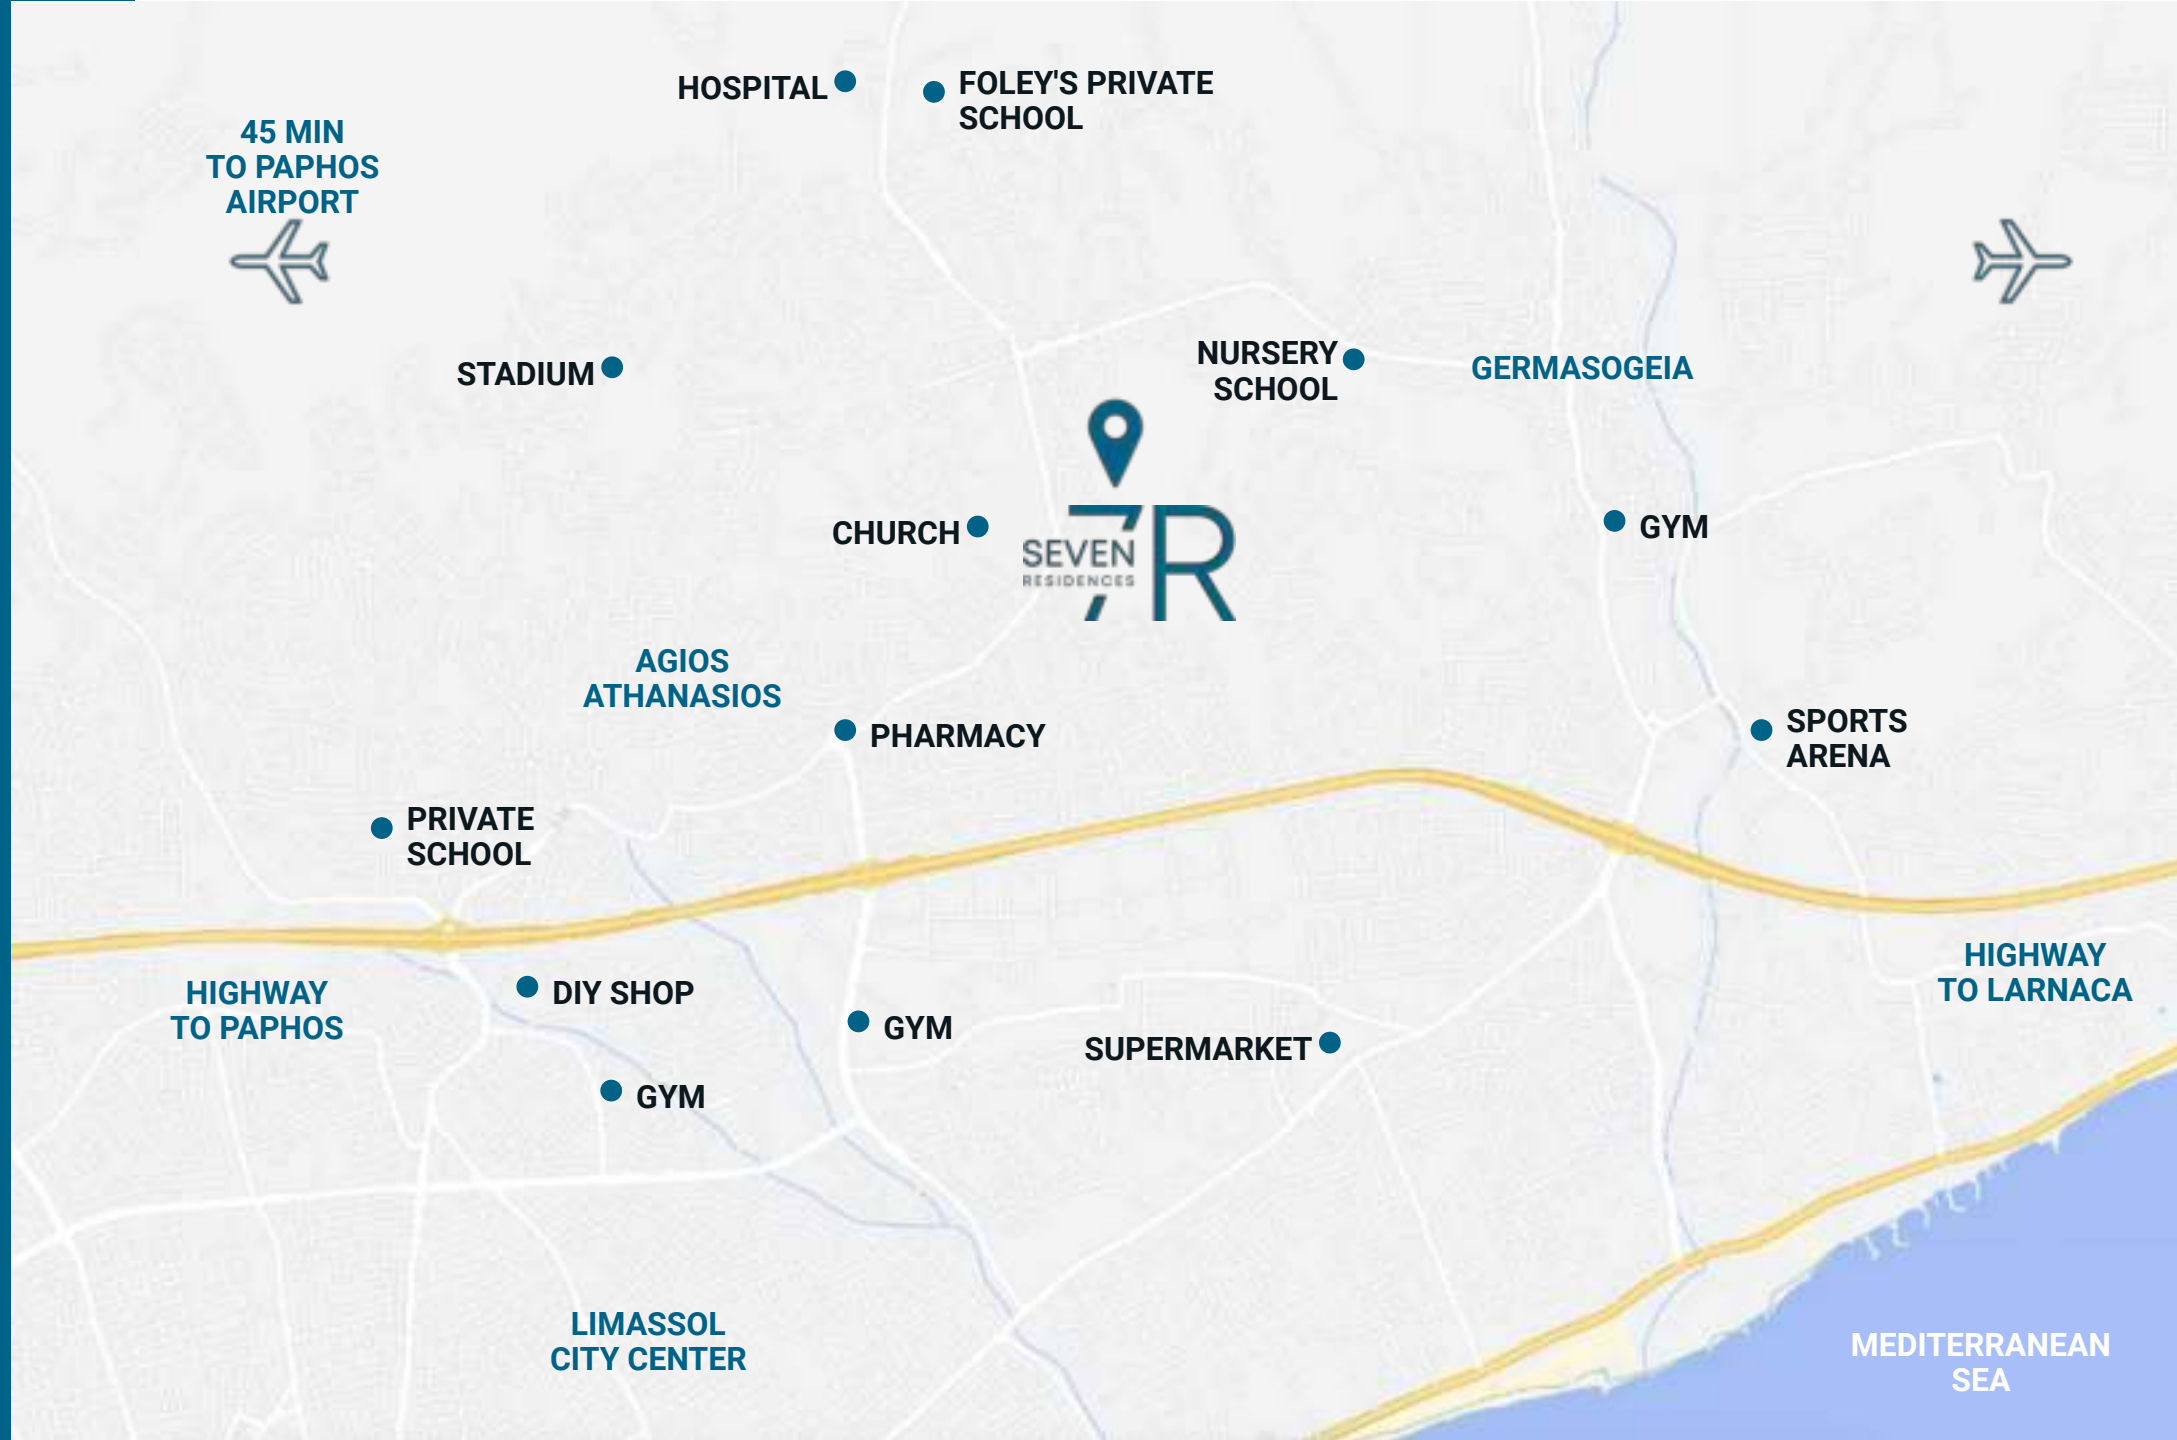 HOSPITAL
FOLEY'S PRIVATE
SCHOOL
45 MIN
TO PAPHOS
AIRPORT
STADIUM
NURSERY
SCHOOL
GERMASOGEIA
CHURCH
7R
SEVEN
RESIDENCES
GYM
AGIOS
ATHANASIOS
PHARMACY
SPORTS
ARENA
PRIVATE
SCHOOL
HIGHWAY
TO PAPHOS
DIY SHOP
GYM
SUPERMARKET
HIGHWAY
TO LARNACA
GYM
LIMASSOL
CITY CENTER
MEDITERRANEAN
SEA